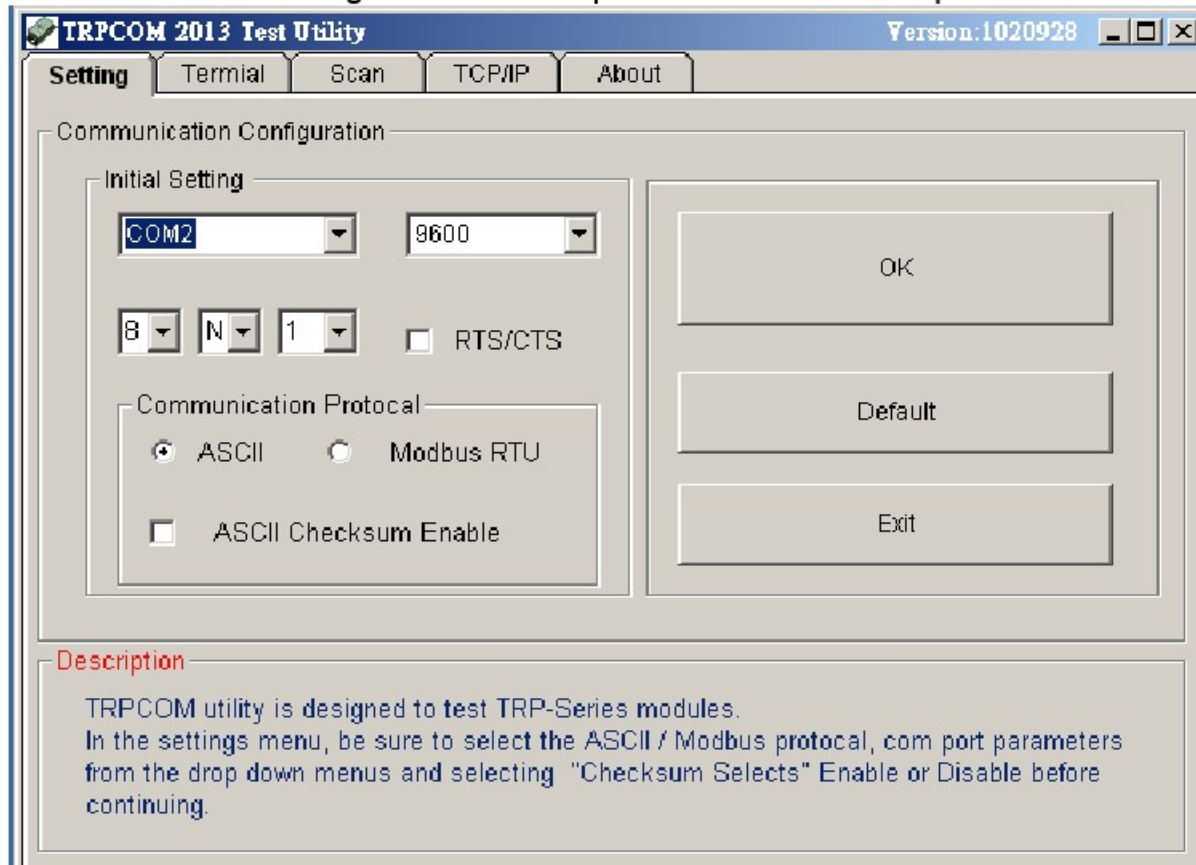 TRPCOM 2013 Test Utility Version:1020928
Setting Termial Scan TCP/IP About
Communication Configuration
Initial Setting
COM2 9600
OK
8 N 1 RTS/CTS
Communication Protocal
Default
ASCII Modbus RTU
ASCII Checksum Enable
Exit
Description
TRPCOM utility is designed to test TRP-Series modules.
In the settings menu, be sure to select the ASCII / Modbus protocal, com port parameters
from the drop down menus and selecting "Checksum Selects" Enable or Disable before
continuing.